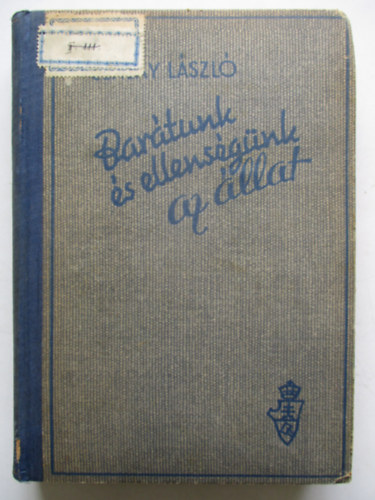 LÁSZLÓ
Barátunk
és ellenségünk
az állat